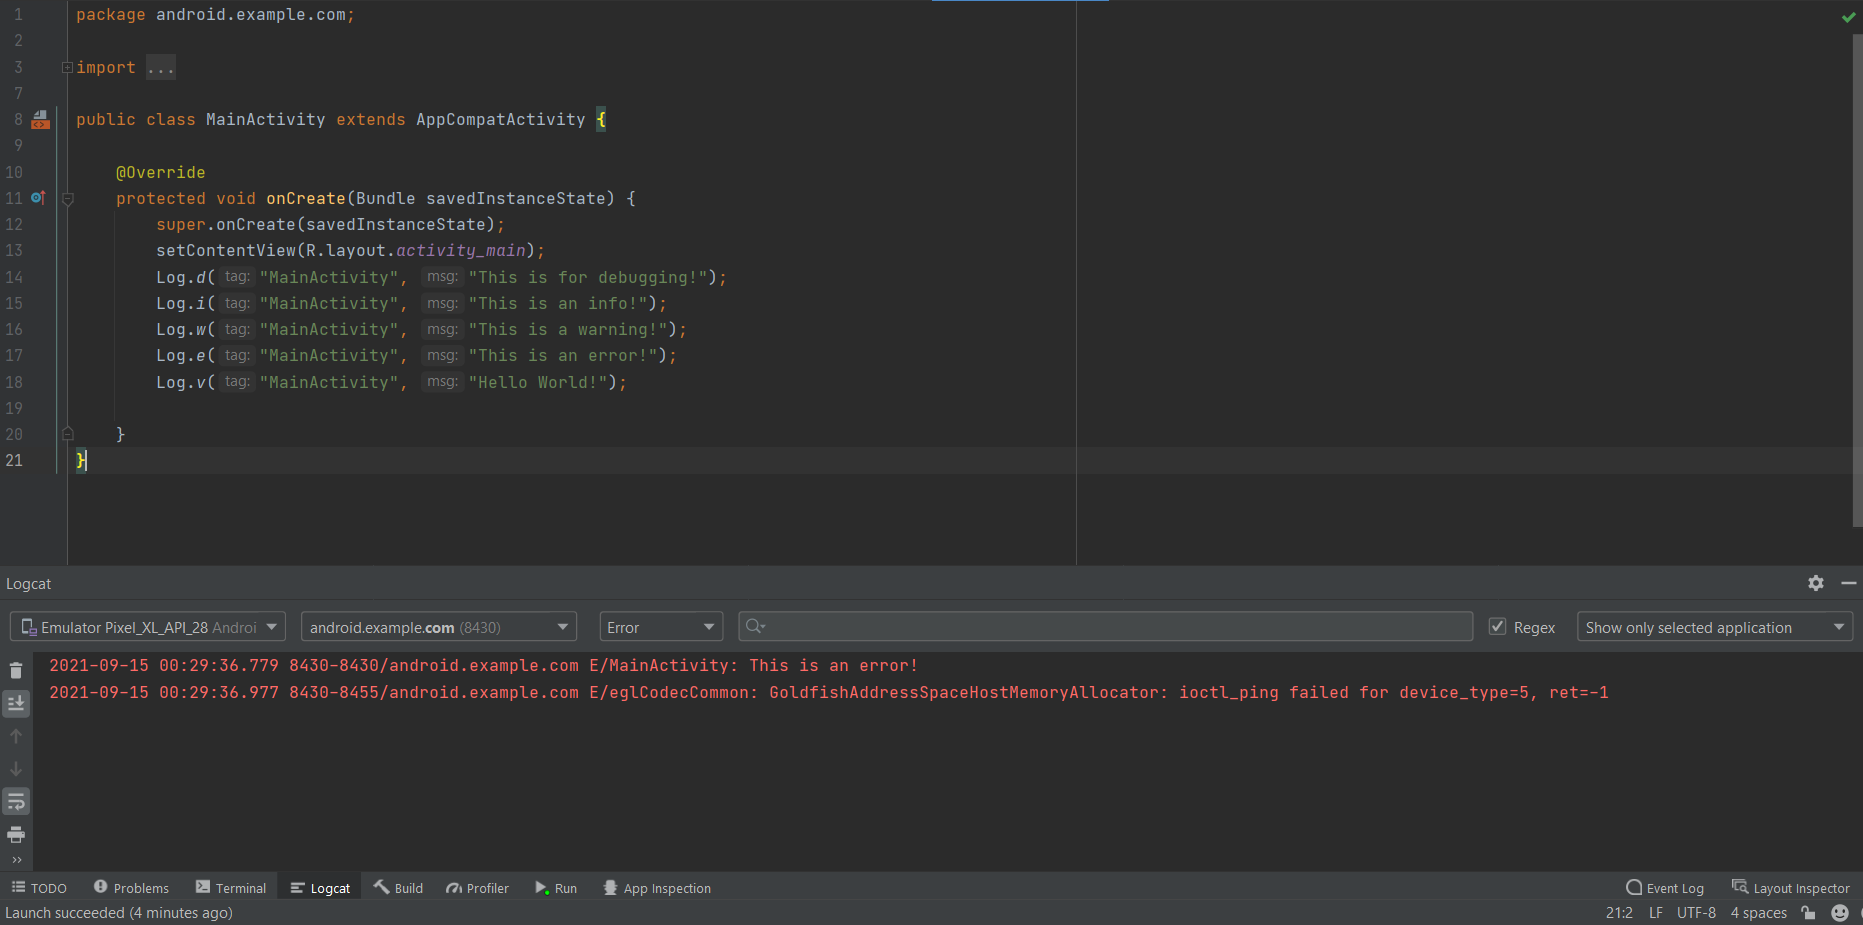 1 package android.example.com;
2
3 import ...
7
8 public class MainActivity extends AppCompatActivity {
9
10 @Override
11 protected void onCreate(Bundle savedInstanceState) {
12 super.onCreate(savedInstanceState);
13 setContentView(R.layout.activity_main);
14 Log.d( tag: "MainActivity", msg: "This is for debugging!");
15 Log.i( tag: "MainActivity", msg: "This is an info!");
16 Log.w( tag: "MainActivity", msg: "This is a warning!");
17 Log.e( tag: "MainActivity", msg: "This is an error!");
18 Log.v( tag: "MainActivity", msg: "Hello World!");
19
20 }
21 }
Logcat
Emulator Pixel_XL_API_28 Androi android.example.com (8430) Error Regex Show only selected application
2021-09-15 00:29:36.779 8430-8430/android.example.com E/MainActivity: This is an error!
2021-09-15 00:29:36.977 8430-8455/android.example.com E/eglCodecCommon: GoldfishAddressSpaceHostMemoryAllocator: ioctl_ping failed for device_type=5, ret=-1
TODO Problems Terminal Logcat Build Profiler Run App Inspection Event Log Layout Inspector
Launch succeeded (4 minutes ago) 21:2 LF UTF-8 4 spaces